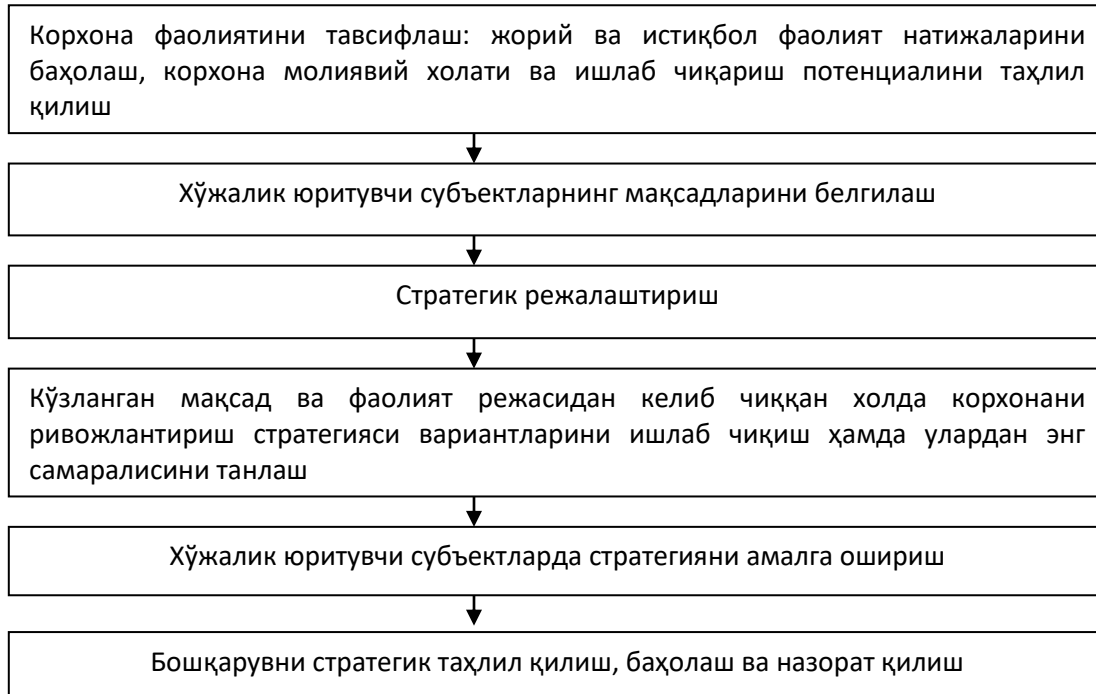 Корхона фаолиятини тавсифлаш: жорий ва истиқбол фаолият натижаларини
баҳолаш, корхона молиявий холати ва ишлаб чиқариш потенциалини таҳлил
қилиш
Хўжалик юритувчи субъектларнинг мақсадларини белгилаш
Стратегик режалаштириш
Кўзланган мақсад ва фаолият режасидан келиб чиққан холда корхонани
ривожлантириш стратегияси вариантларини ишлаб чиқиш ҳамда улардан энг
самаралисини танлаш
Хўжалик юритувчи субъектларда стратегияни амалга ошириш
Бошқарувни стратегик таҳлил қилиш, баҳолаш ва назорат қилиш